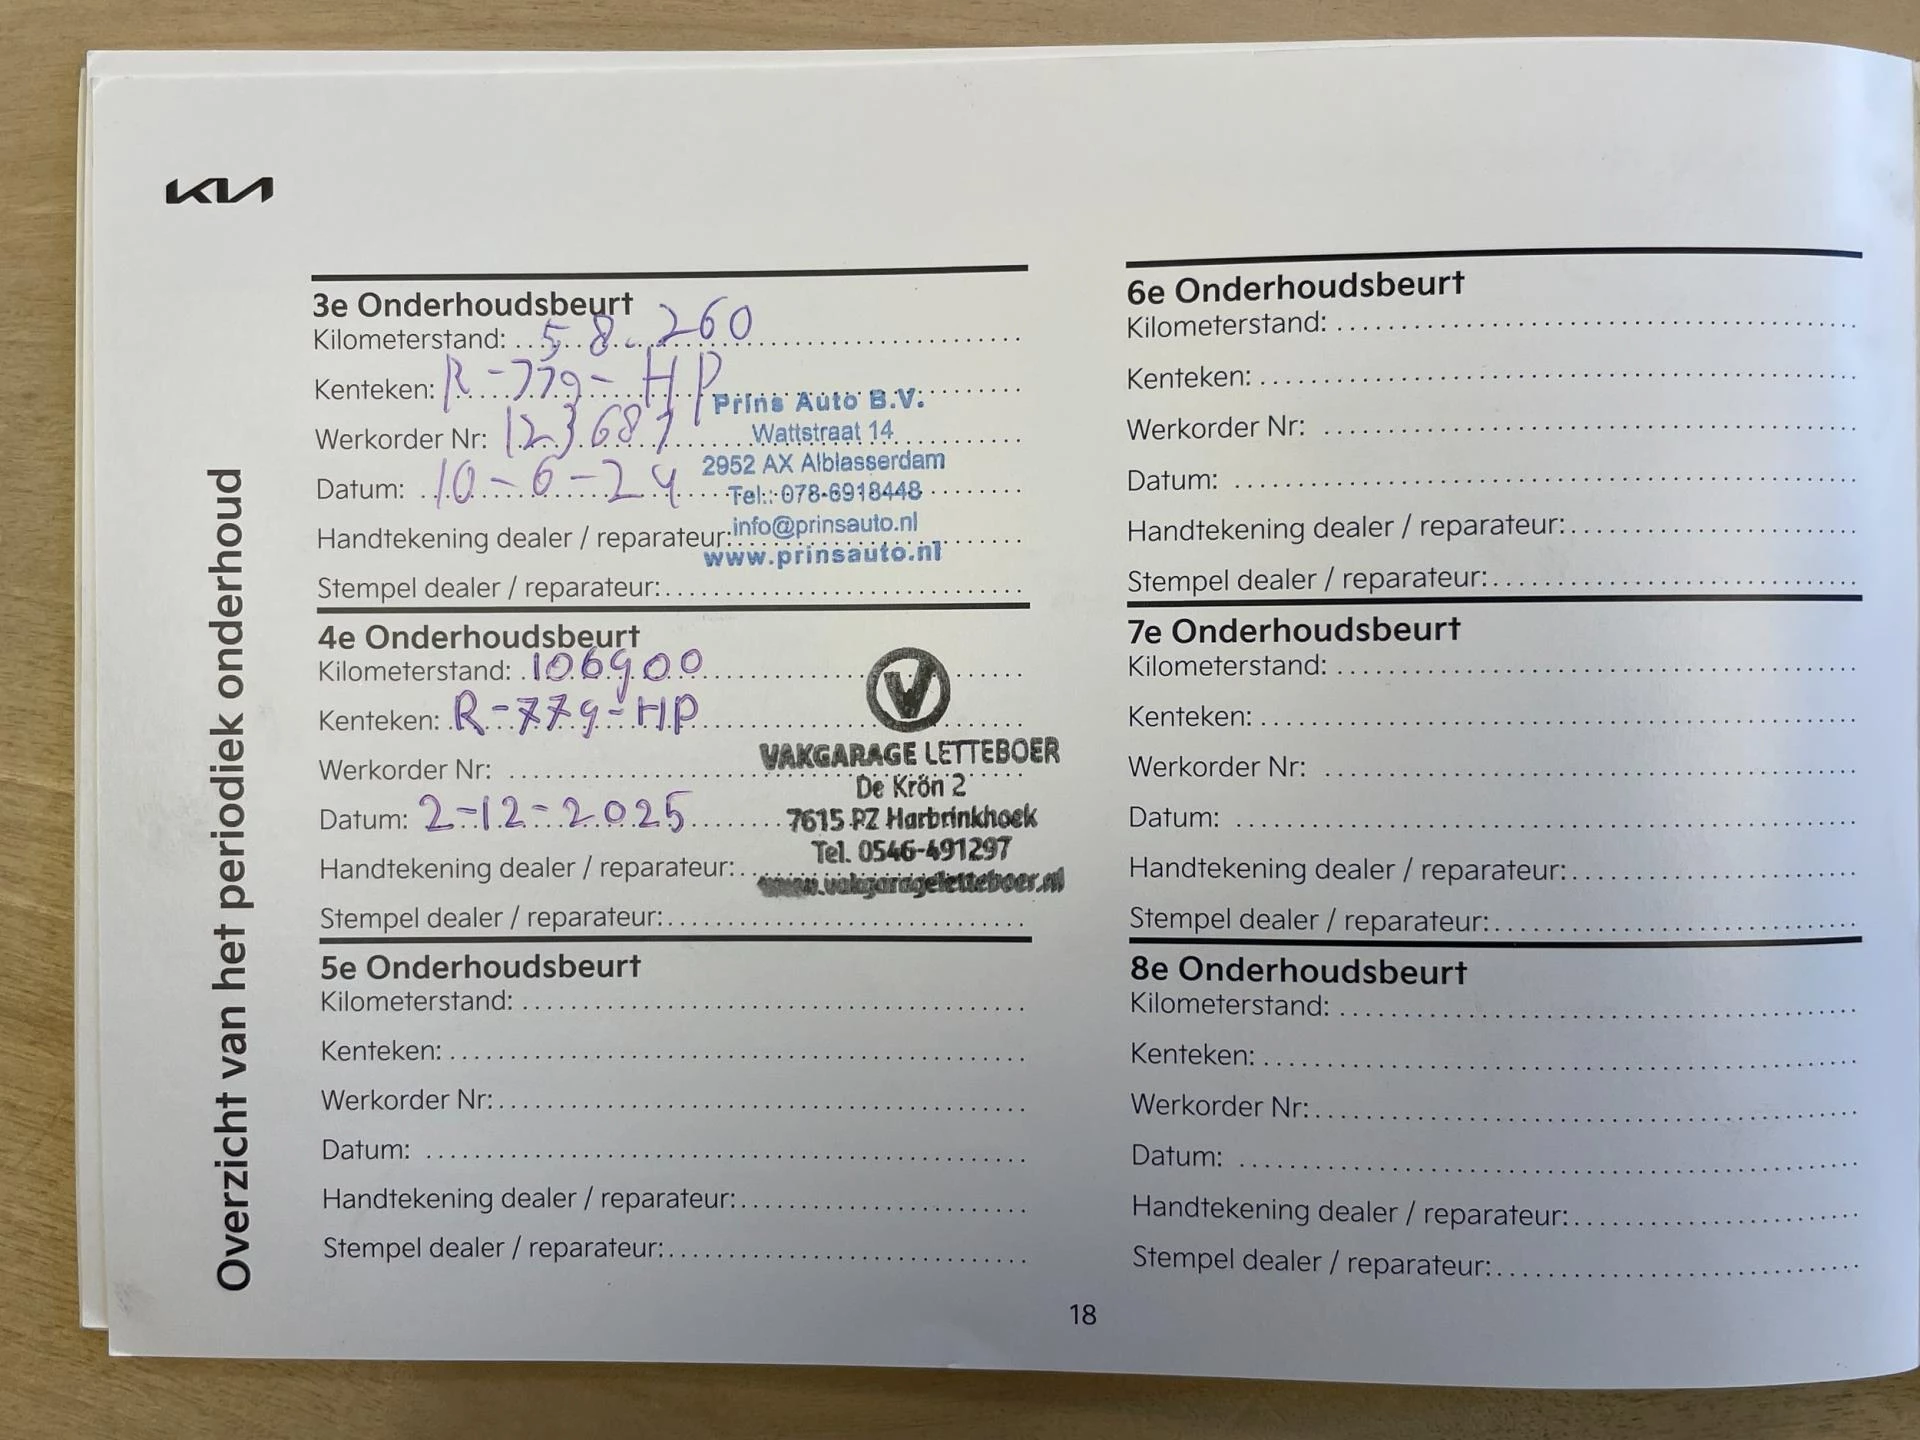 KIA
Overzicht van het periodiek onderhoud
3e Onderhoudsbeurt
Kilometerstand: 58.260
Kenteken: R-779-HP
Werkorder Nr: 123687
Datum: 10-6-24
Handtekening dealer / reparateur:
Stempel dealer / reparateur:
Prins Auto B.V.
Wattstraat 14
2952 AX Alblasserdam
Tel.: 078-6918448
info@prinsauto.nl
www.prinsauto.nl
4e Onderhoudsbeurt
Kilometerstand: 106900
Kenteken: R-779-HP
Werkorder Nr:
Datum: 2-12-2025
Handtekening dealer / reparateur:
Stempel dealer / reparateur:
V
VAKGARAGE LETTEBOER
De Krön 2
7615 PZ Harbrinkhoek
Tel. 0546-491297
www.vakgarageletteboer.nl
5e Onderhoudsbeurt
Kilometerstand:
Kenteken:
Werkorder Nr:
Datum:
Handtekening dealer / reparateur:
Stempel dealer / reparateur:
6e Onderhoudsbeurt
Kilometerstand:
Kenteken:
Werkorder Nr:
Datum:
Handtekening dealer / reparateur:
Stempel dealer / reparateur:
7e Onderhoudsbeurt
Kilometerstand:
Kenteken:
Werkorder Nr:
Datum:
Handtekening dealer / reparateur:
Stempel dealer / reparateur:
8e Onderhoudsbeurt
Kilometerstand:
Kenteken:
Werkorder Nr:
Datum:
Handtekening dealer / reparateur:
Stempel dealer / reparateur:
18